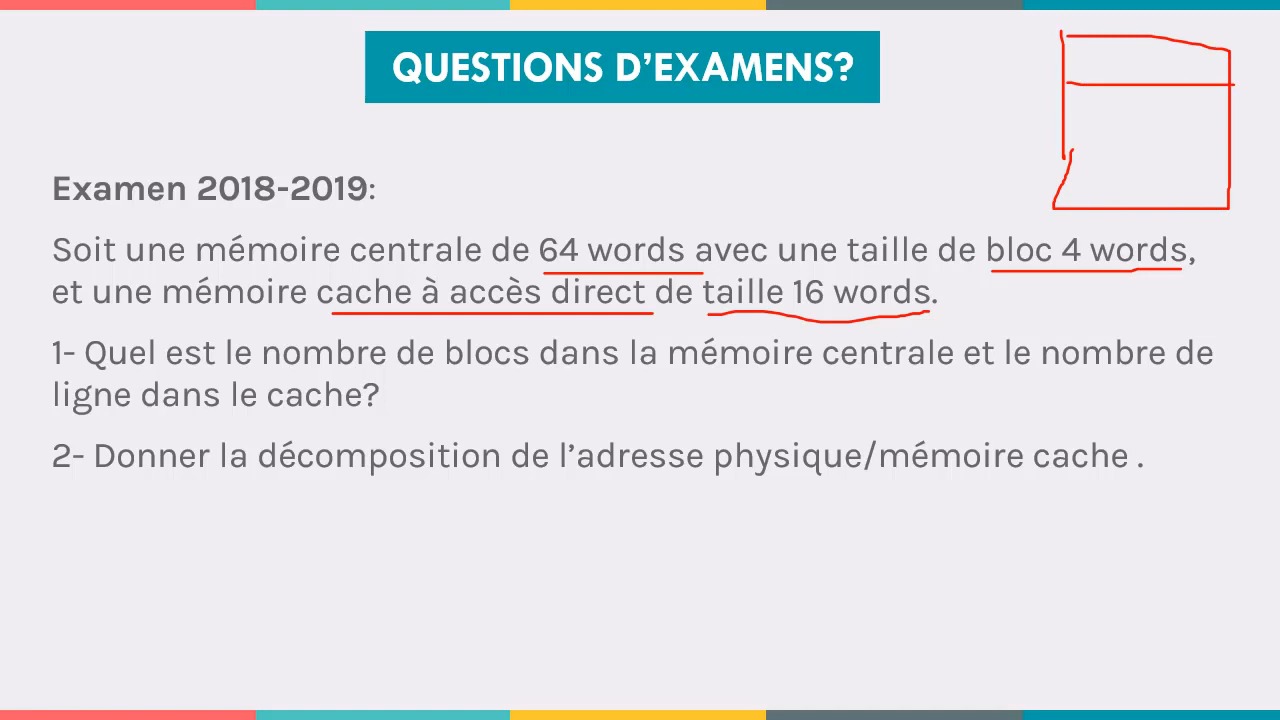 QUESTIONS D’EXAMENS?
Examen 2018-2019:
Soit une mémoire centrale de 64 words avec une taille de bloc 4 words,
et une mémoire cache à accès direct de taille 16 words.
1- Quel est le nombre de blocs dans la mémoire centrale et le nombre de
ligne dans le cache?
2- Donner la décomposition de l’adresse physique/mémoire cache .